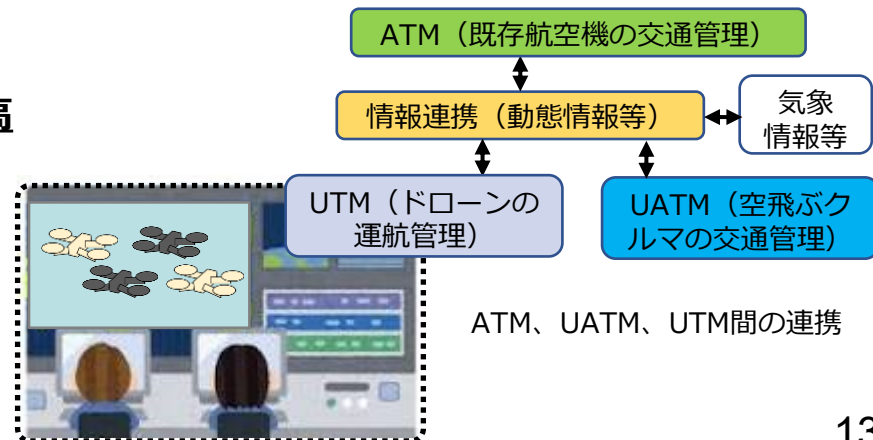 ATM（既存航空機の交通管理）
情報連携（動態情報等）
気象
情報等
UTM（ドローンの
運航管理）
UATM（空飛ぶク
ルマの交通管理）
ATM、UATM、UTM間の連携
13